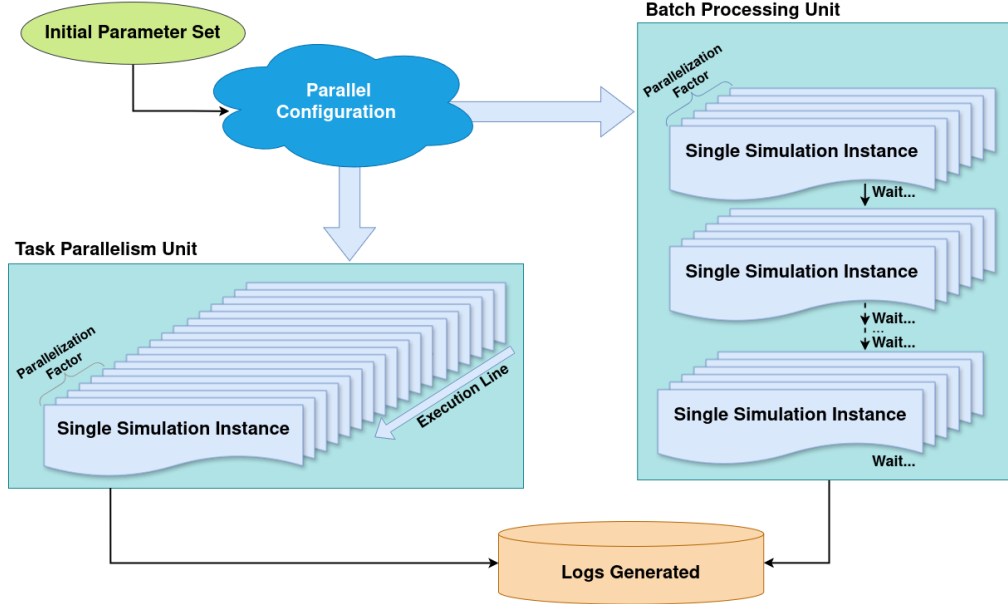 Initial Parameter Set
Parallel
Configuration
Batch Processing Unit
Parallelization
Factor
Single Simulation Instance
Wait...
Single Simulation Instance
Wait...
...
Wait...
Single Simulation Instance
Wait...
Task Parallelism Unit
Parallelization
Factor
Single Simulation Instance
Execution Line
Logs Generated